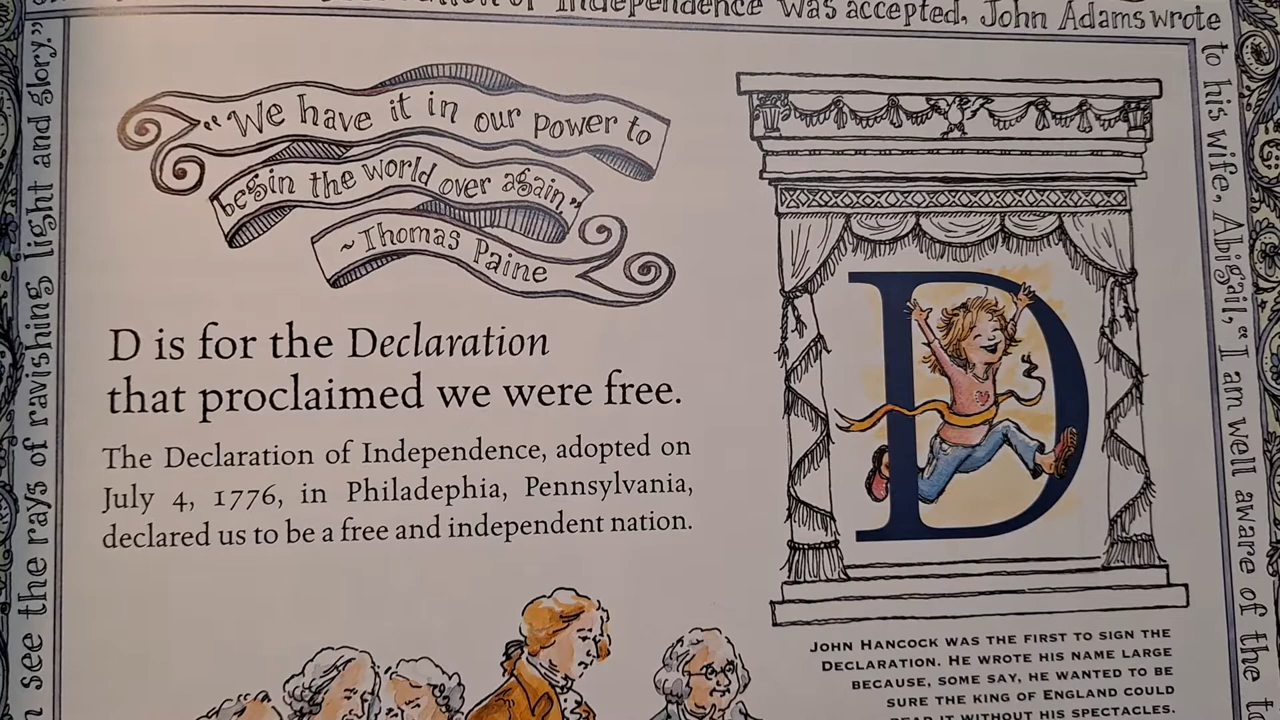 Independence was accepted, John Adams wrote
to his wife, Abigail, "I am well aware of the
see the rays of ravishing light and glory."
"We have it in our power to
begin the world over again."
~Thomas Paine
D is for the Declaration
that proclaimed we were free.
The Declaration of Independence, adopted on
July 4, 1776, in Philadephia, Pennsylvania,
declared us to be a free and independent nation.
D
JOHN HANCOCK WAS THE FIRST TO SIGN THE
DECLARATION. HE WROTE HIS NAME LARGE
BECAUSE, SOME SAY, HE WANTED TO BE
SURE THE KING OF ENGLAND COULD
READ IT WITHOUT HIS SPECTACLES.